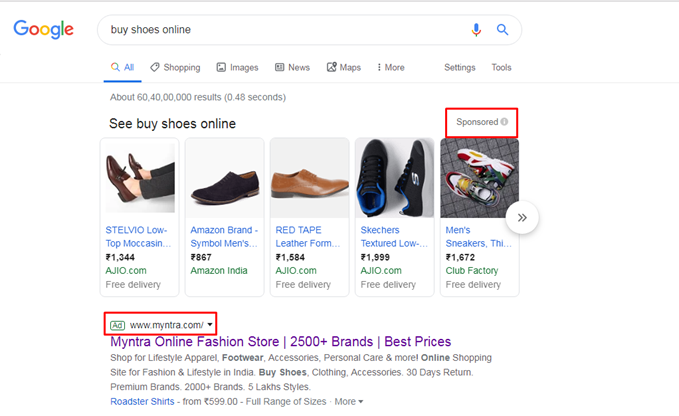 Google
buy shoes online
All Shopping Images News Maps More Settings Tools
About 60,40,00,000 results (0.48 seconds)
See buy shoes online
Sponsored
STELVIO Low-
Top Moccasin...
₹1,344
AJIO.com
Free delivery
Amazon Brand -
Symbol Men's...
₹867
Amazon India
RED TAPE
Leather Form...
₹1,584
AJIO.com
Free delivery
Skechers
Textured Low-...
₹1,999
AJIO.com
Free delivery
Men's
Sneakers, Thi...
₹1,672
Club Factory
Free delivery
Ad www.myntra.com/
Myntra Online Fashion Store | 2500+ Brands | Best Prices
Shop for Lifestyle Apparel, Footwear, Accessories, Personal Care & more! Online Shopping
Site for Fashion & Lifestyle in India. Buy Shoes, Clothing, Accessories. 30 Days Return.
Premium Brands. 2000+ Brands. 5 Lakhs Styles.
Roadster Shirts - from ₹599.00 - Full Range of Sizes · More